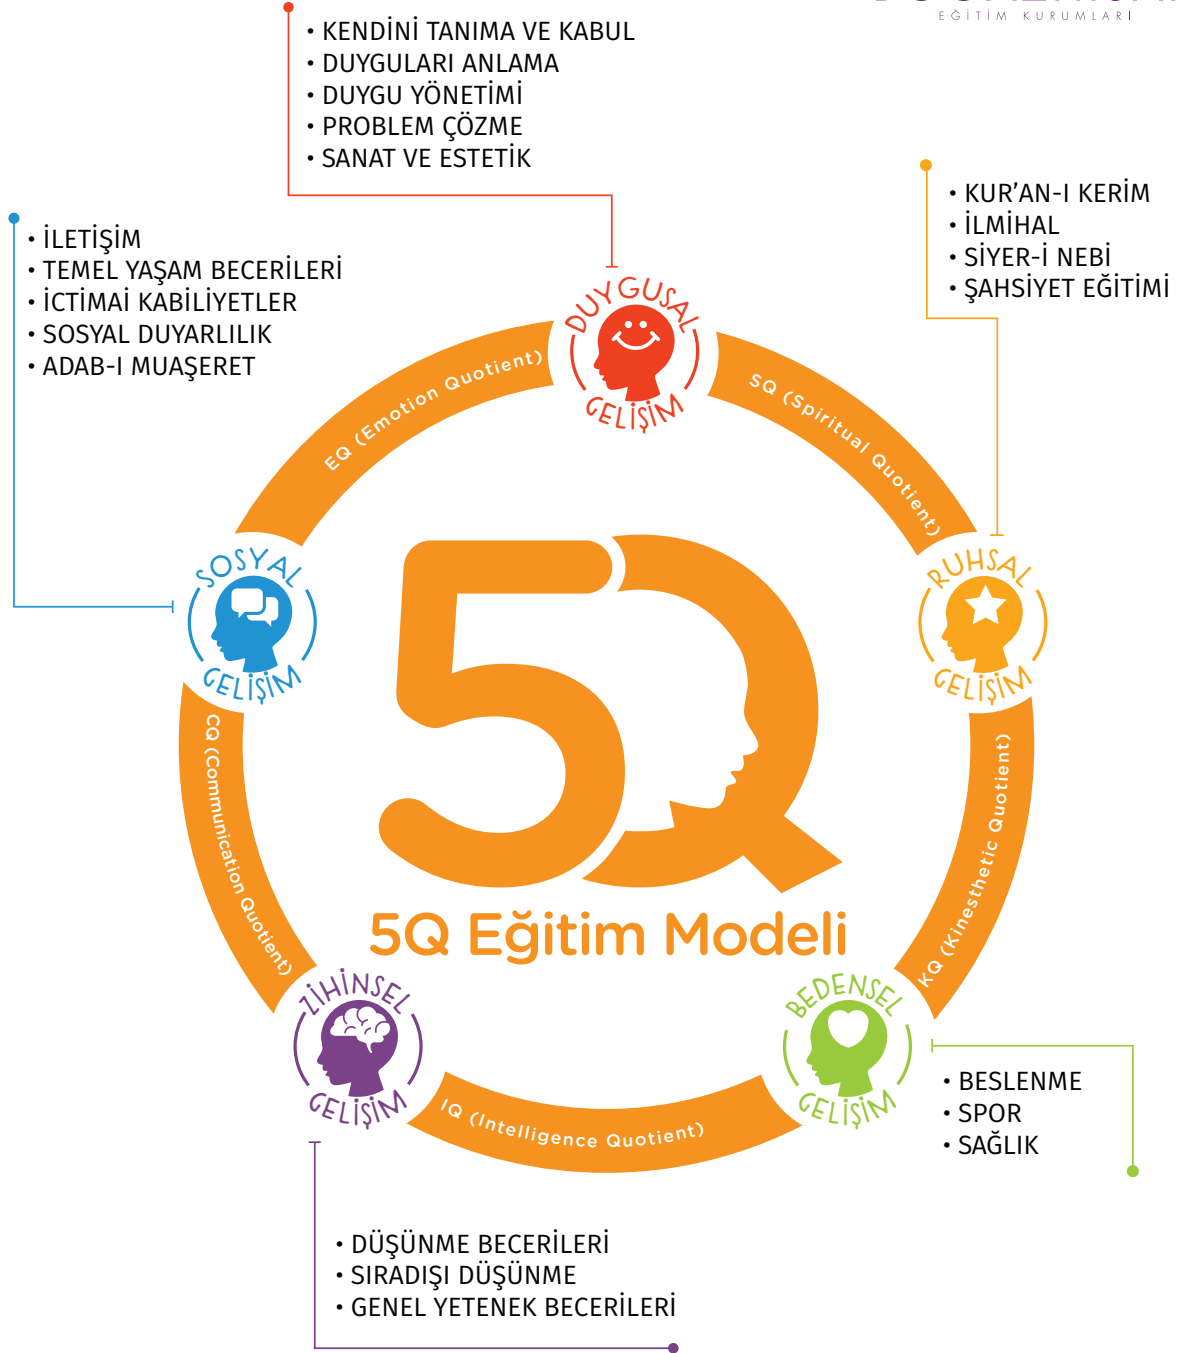 EĞİTİM KURUMLARI
• KENDİNİ TANIMA VE KABUL
• DUYGULARI ANLAMA
• DUYGU YÖNETİMİ
• PROBLEM ÇÖZME
• SANAT VE ESTETİK
• KUR’AN-I KERİM
• İLMİHAL
• SİYER-İ NEBİ
• ŞAHSİYET EĞİTİMİ
• İLETİŞİM
• TEMEL YAŞAM BECERİLERİ
• İCTİMAİ KABİLİYETLER
• SOSYAL DUYARLILIK
• ADAB-I MUAŞERET
DUYGUSAL
GELİŞİM
EQ (Emotion Quotient)
SQ (Spiritual Quotient)
SOSYAL
GELİŞİM
RUHSAL
GELİŞİM
5Q
5Q Eğitim Modeli
CQ (Communication Quotient)
KQ (Kinesthetic Quotient)
ZİHİNSEL
GELİŞİM
BEDENSEL
GELİŞİM
IQ (Intelligence Quotient)
• BESLENME
• SPOR
• SAĞLIK
• DÜŞÜNME BECERİLERİ
• SIRADIŞI DÜŞÜNME
• GENEL YETENEK BECERİLERİ